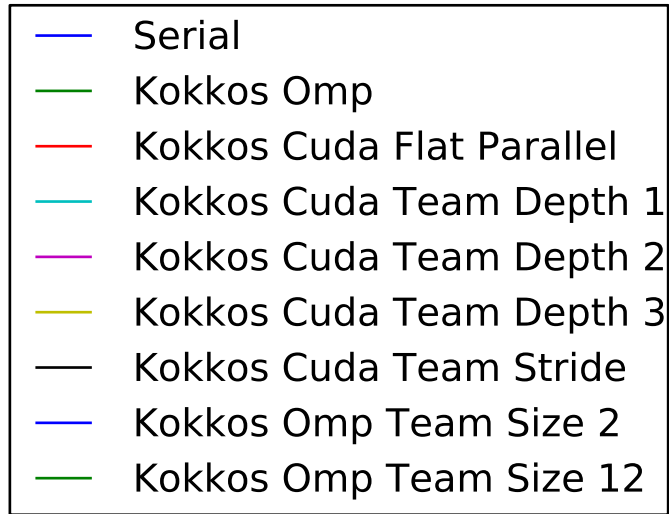 Serial
Kokkos Omp
Kokkos Cuda Flat Parallel
Kokkos Cuda Team Depth 1
Kokkos Cuda Team Depth 2
Kokkos Cuda Team Depth 3
Kokkos Cuda Team Stride
Kokkos Omp Team Size 2
Kokkos Omp Team Size 12